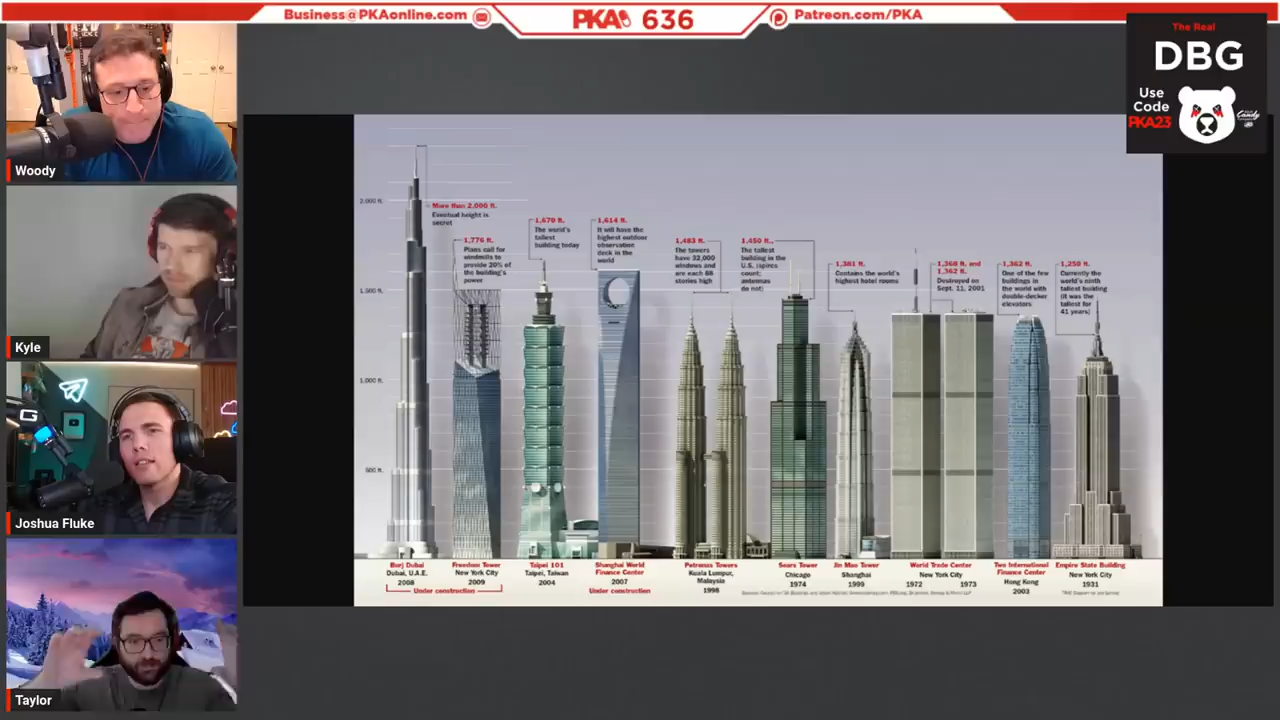 Business@PKAonline.com
PKA 636
Patreon.com/PKA
The Real
DBG
Use
Code
PKA23
Candy
Woody
Kyle
G
Joshua Fluke
Taylor
2,000 ft.
1,500 ft.
1,000 ft.
500 ft.
More than 2,000 ft.
Eventual height is
secret
1,776 ft.
Plans call for
windmills to
provide 20% of
the building's
power
1,670 ft.
The world's
tallest
building today
1,614 ft.
It will have the
highest outdoor
observation
deck in the
world
1,483 ft.
The towers
have 32,000
windows and
are each 88
stories high
1,450 ft.
The tallest
building in the
U.S. (spires
count;
antennas
do not)
1,381 ft.
Contains the world's
highest hotel rooms
1,368 ft. and
1,362 ft.
Destroyed on
Sept. 11, 2001
1,362 ft.
One of the few
buildings in
the world with
double-decker
elevators
1,250 ft.
Currently the
world's ninth
tallest building
(it was the
tallest for
41 years)
Burj Dubai
Dubai, U.A.E.
2008
Freedom Tower
New York City
2009
Under construction
Taipei 101
Taipei, Taiwan
2004
Shanghai World
Finance Center
2007
Under construction
Petronas Towers
Kuala Lumpur,
Malaysia
1998
Sears Tower
Chicago
1974
Jin Mao Tower
Shanghai
1999
World Trade Center
New York City
1972 1973
Two International
Finance Center
Hong Kong
2003
Empire State Building
New York City
1931